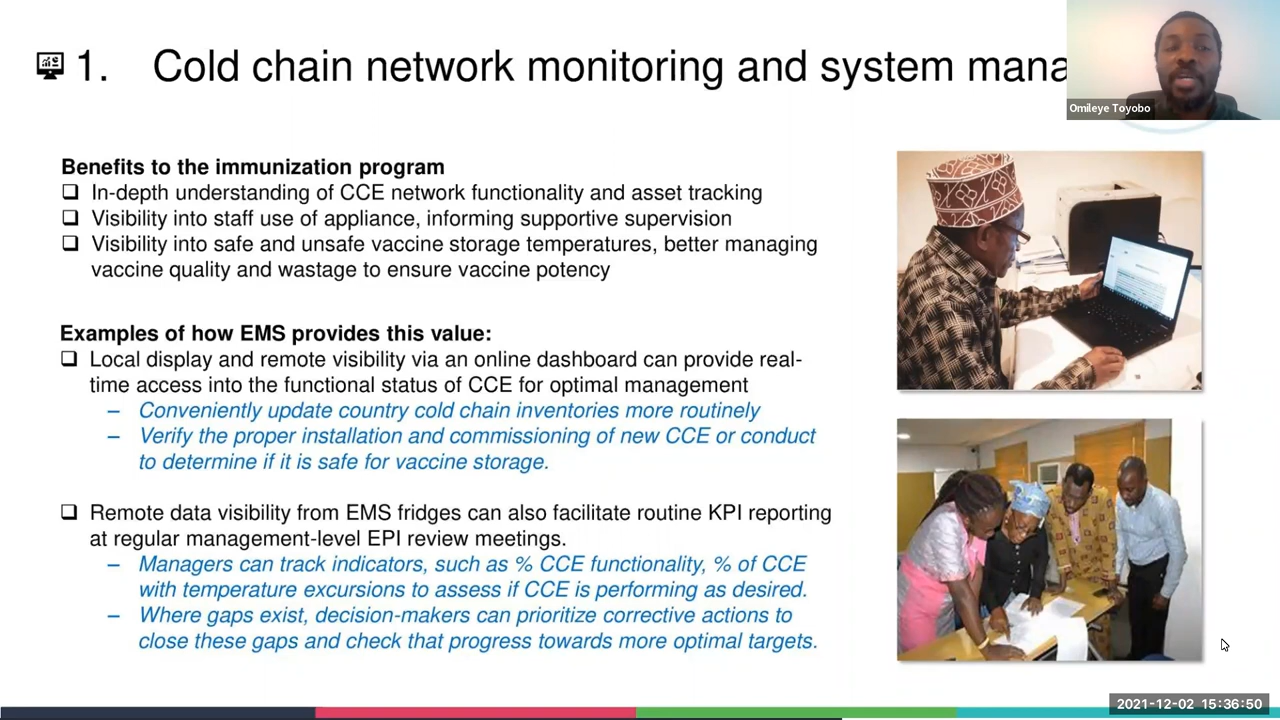 1. Cold chain network monitoring and system mana
Omileye Toyobo
Benefits to the immunization program
In-depth understanding of CCE network functionality and asset tracking
Visibility into staff use of appliance, informing supportive supervision
Visibility into safe and unsafe vaccine storage temperatures, better managing
vaccine quality and wastage to ensure vaccine potency
Examples of how EMS provides this value:
Local display and remote visibility via an online dashboard can provide real-
time access into the functional status of CCE for optimal management
– Conveniently update country cold chain inventories more routinely
– Verify the proper installation and commissioning of new CCE or conduct
to determine if it is safe for vaccine storage.
Remote data visibility from EMS fridges can also facilitate routine KPI reporting
at regular management-level EPI review meetings.
– Managers can track indicators, such as % CCE functionality, % of CCE
with temperature excursions to assess if CCE is performing as desired.
– Where gaps exist, decision-makers can prioritize corrective actions to
close these gaps and check that progress towards more optimal targets.
2021-12-02 15:36:50